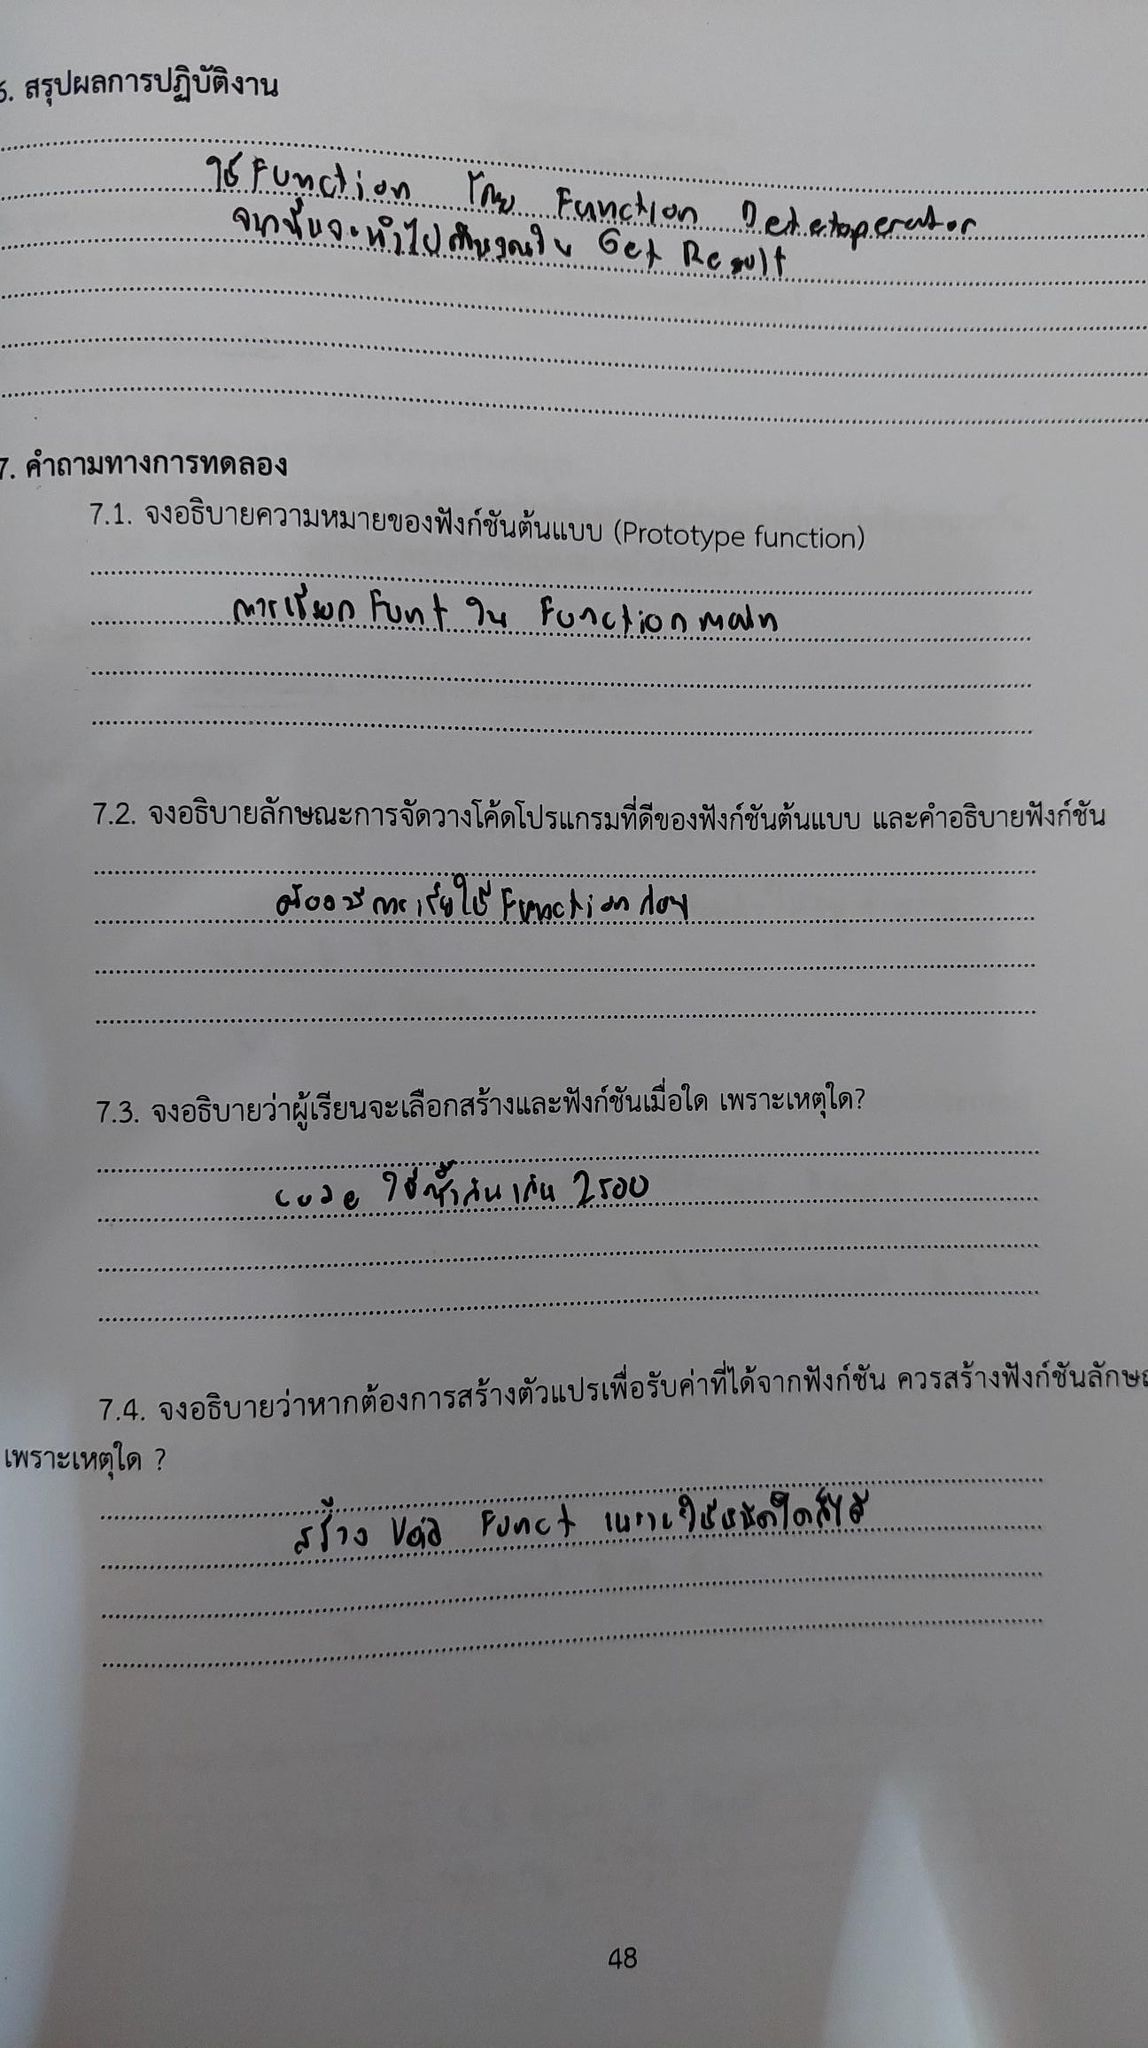 6. สรุปผลการปฏิบัติงาน
ใช้ Function โดย Function Detetoperator
จากนั้นจะนำไปคำนวณใน Get Result
7. คำถามทางการทดลอง
7.1. จงอธิบายความหมายของฟังก์ชันต้นแบบ (Prototype function)
การเรียก Funt ใน Function main
7.2. จงอธิบายลักษณะการจัดวางโค้ดโปรแกรมที่ดีของฟังก์ชันต้นแบบ และคำอธิบายฟังก์ชัน
ต้องมีการเรียใช้ Function ก่อน
7.3. จงอธิบายว่าผู้เรียนจะเลือกสร้างและฟังก์ชันเมื่อใด เพราะเหตุใด?
code ใช้ซ้ำกันเกิน 2 รอบ
7.4. จงอธิบายว่าหากต้องการสร้างตัวแปรเพื่อรับค่าที่ได้จากฟังก์ชัน ควรสร้างฟังก์ชันลักษณ
เพราะเหตุใด ?
สร้าง Void Funct เพราะใช้ชนิดใดก็ได้
48